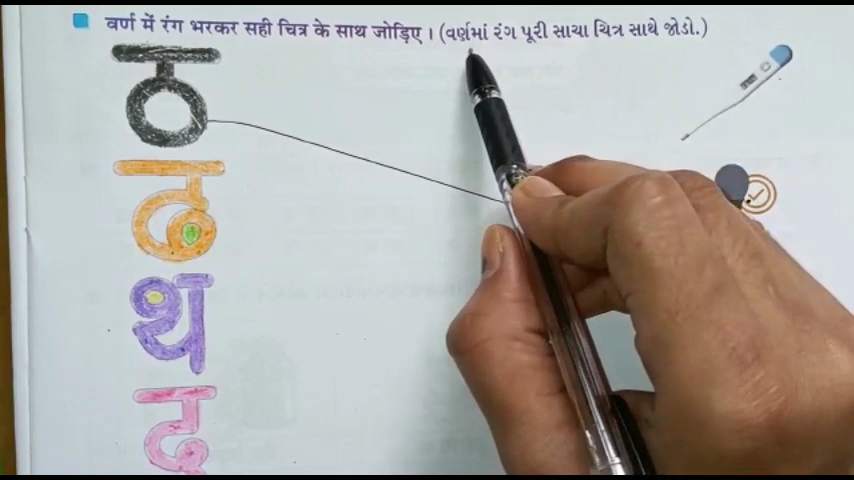 वर्ण में रंग भरकर सही चित्र के साथ जोड़िए । (વર્ણમાં રંગ પૂરી સાચા ચિત્ર સાથે જોડો.)
ठ
ढ
थ
द